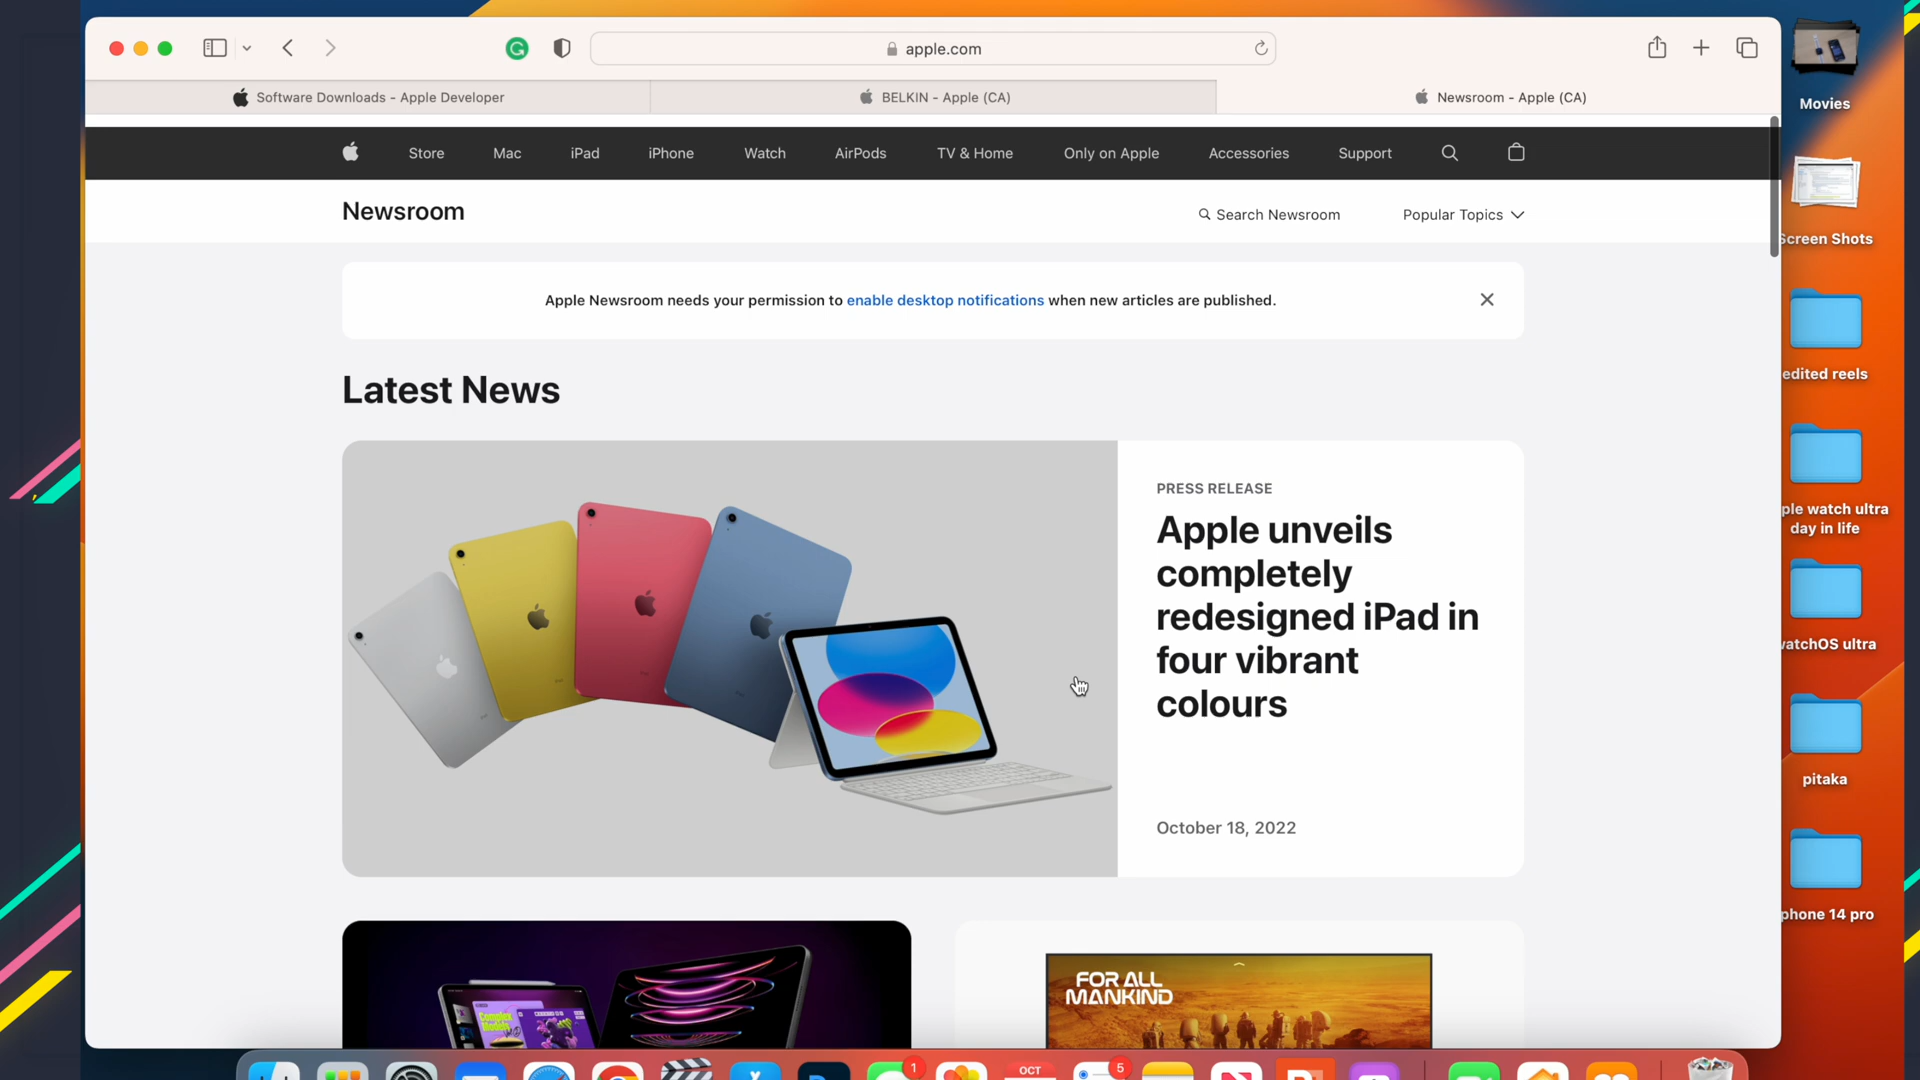 apple.com
Software Downloads - Apple Developer
BELKIN - Apple (CA)
Newsroom - Apple (CA)
Store Mac iPad iPhone Watch AirPods TV & Home Only on Apple Accessories Support
Newsroom
Search Newsroom
Popular Topics
Apple Newsroom needs your permission to enable desktop notifications when new articles are published.
Latest News
PRESS RELEASE
Apple unveils
completely
redesigned iPad in
four vibrant
colours
October 18, 2022
FOR ALL
MANKIND
Movies
Screen Shots
edited reels
ple watch ultra
day in life
watchOS ultra
pitaka
phone 14 pro
1
OCT
5